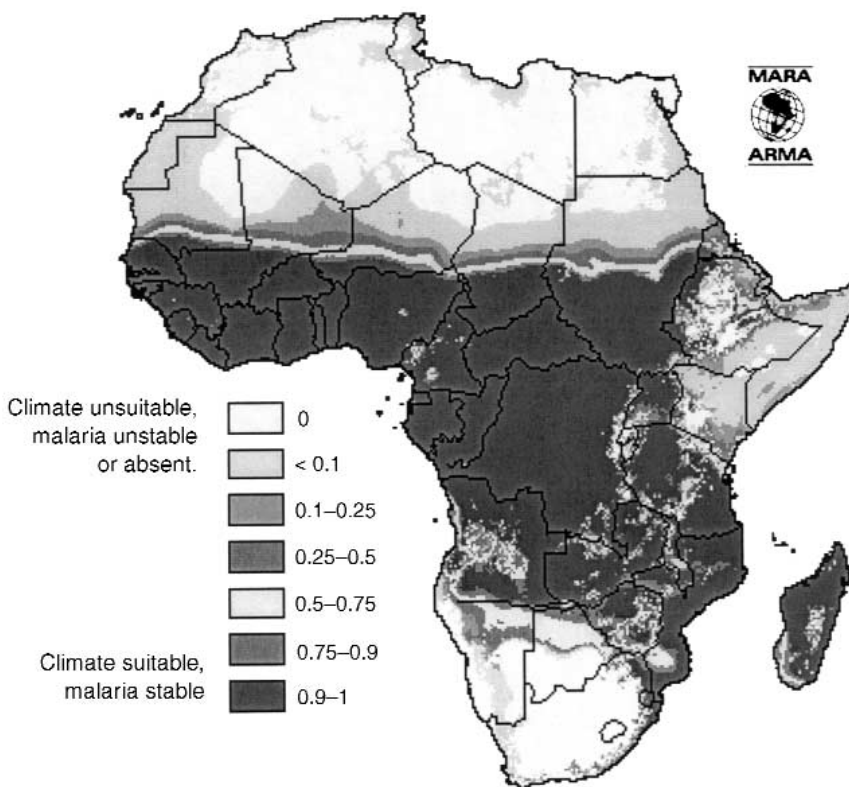 MARA
ARMA
Climate unsuitable,
malaria unstable
or absent.
0
< 0.1
0.1–0.25
0.25–0.5
0.5–0.75
Climate suitable,
malaria stable
0.75–0.9
0.9–1